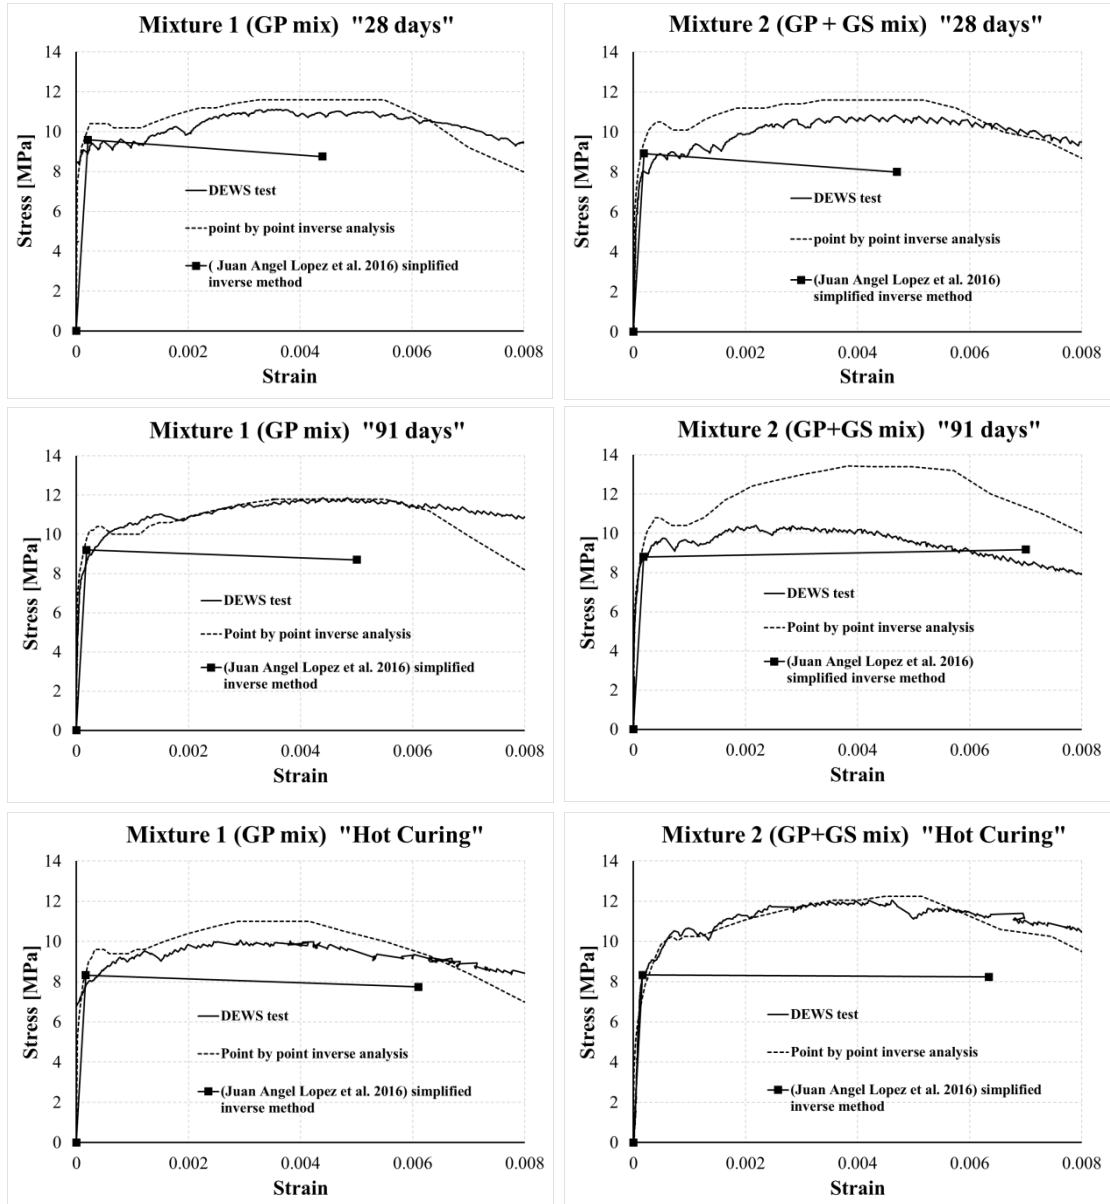 Mixture 1 (GP mix) "28 days"
14
12
10
8
6
4
2
0
Stress [MPa]
DEWS test
point by point inverse analysis
( Juan Angel Lopez et al. 2016) sinplified
inverse method
0
0.002
0.004
0.006
0.008
Strain
Mixture 2 (GP + GS mix) "28 days"
14
12
10
8
6
4
2
0
Stress [MPa]
DEWS test
point by point inverse analysis
(Juan Angel Lopez et al. 2016)
simplified inverse method
0
0.002
0.004
0.006
0.008
Strain
Mixture 1 (GP mix) "91 days"
14
12
10
8
6
4
2
0
Stress [MPa]
DEWS test
Point by point inverse analysis
(Juan Angel Lopez et al. 2016) simplified
inverse method
0
0.002
0.004
0.006
0.008
Strain
Mixture 2 (GP+GS mix) "91 days"
14
12
10
8
6
4
2
0
Stress [MPa]
DEWS test
Point by point inverse analysis
(Juan Angel Lopez et al. 2016)
simplified inverse method
0
0.002
0.004
0.006
0.008
Strain
Mixture 1 (GP mix) "Hot Curing"
14
12
10
8
6
4
2
0
Stress [MPa]
DEWS test
Point by point inverse analysis
(Juan Angel Lopez et al. 2016) simplified
inverse method
0
0.002
0.004
0.006
0.008
Strain
Mixture 2 (GP+GS mix) "Hot Curing"
14
12
10
8
6
4
2
0
Stress [MPa]
DEWS test
Point by point inverse analysis
(Juan Angel Lopez et al. 2016) simplified
inverse method
0
0.002
0.004
0.006
0.008
Strain